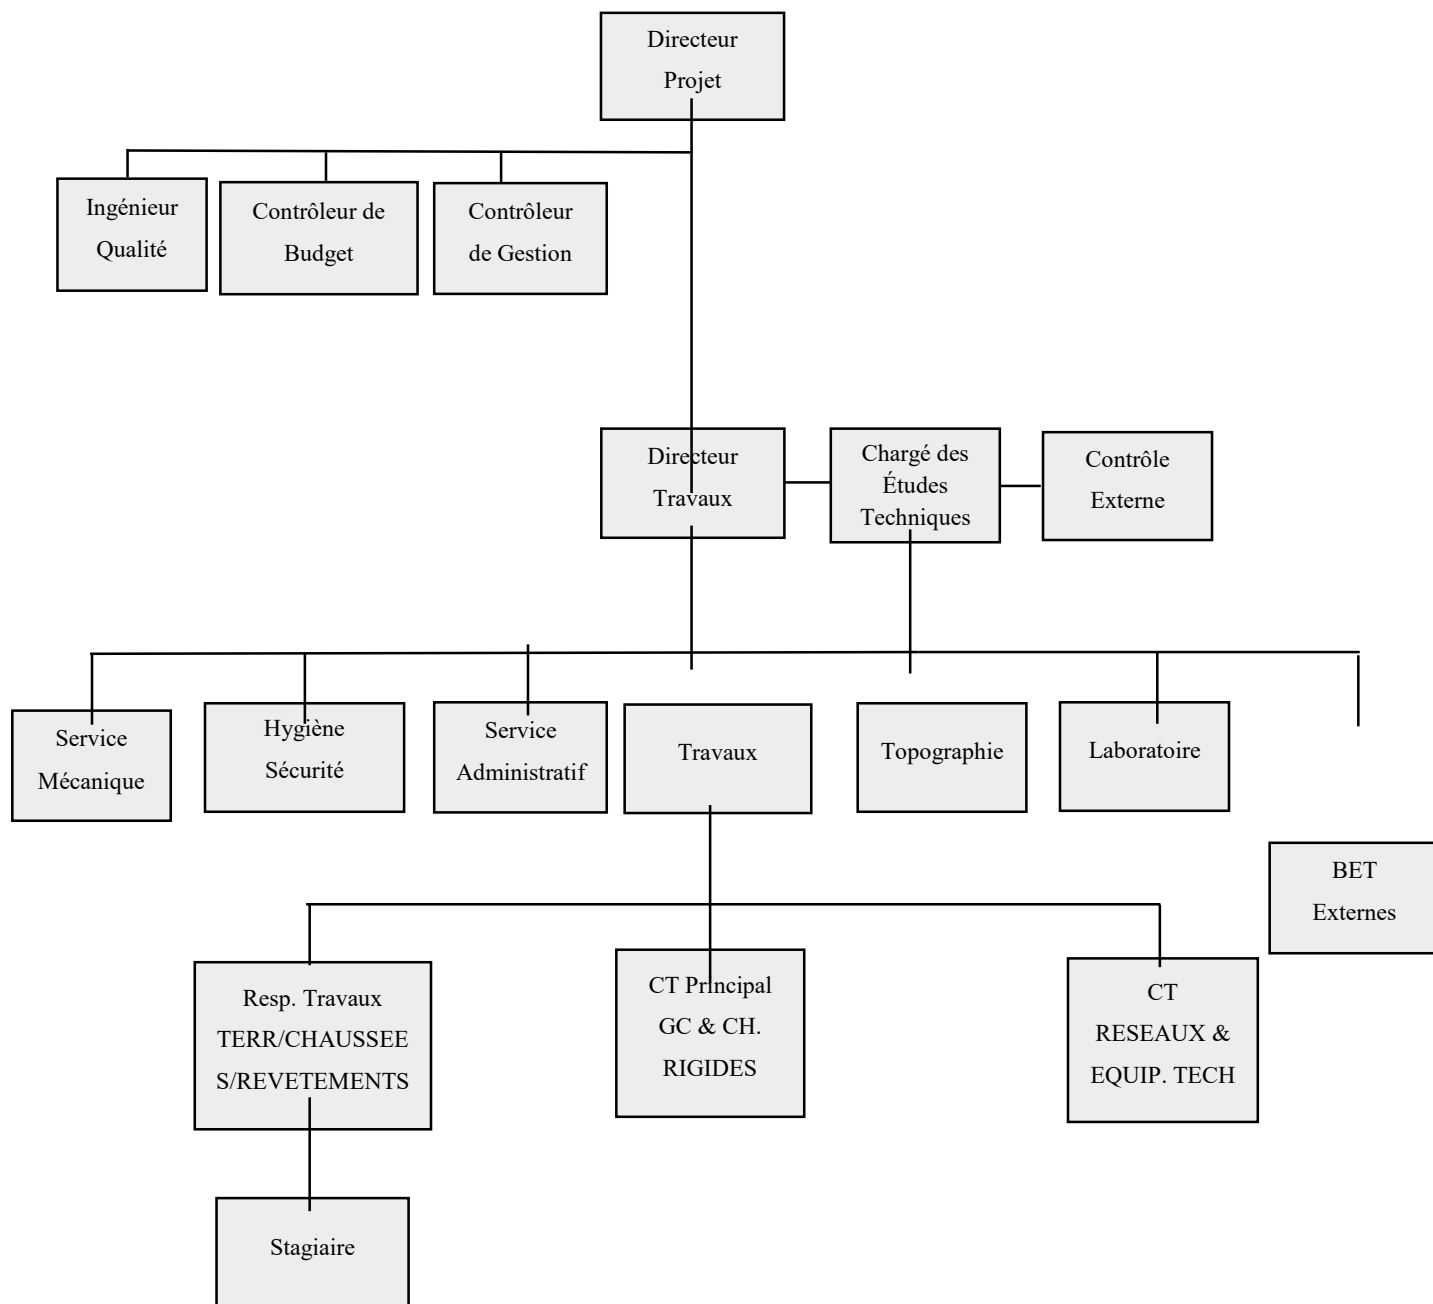 Directeur
Projet
Ingénieur
Qualité
Contrôleur de
Budget
Contrôleur
de Gestion
Directeur
Travaux
Chargé des
Études
Techniques
Contrôle
Externe
Service
Mécanique
Hygiène
Sécurité
Service
Administratif
Travaux
Topographie
Laboratoire
BET
Externes
Resp. Travaux
TERR/CHAUSSEE
S/REVETEMENTS
CT Principal
GC & CH.
RIGIDES
CT
RESEAUX &
EQUIP. TECH
Stagiaire